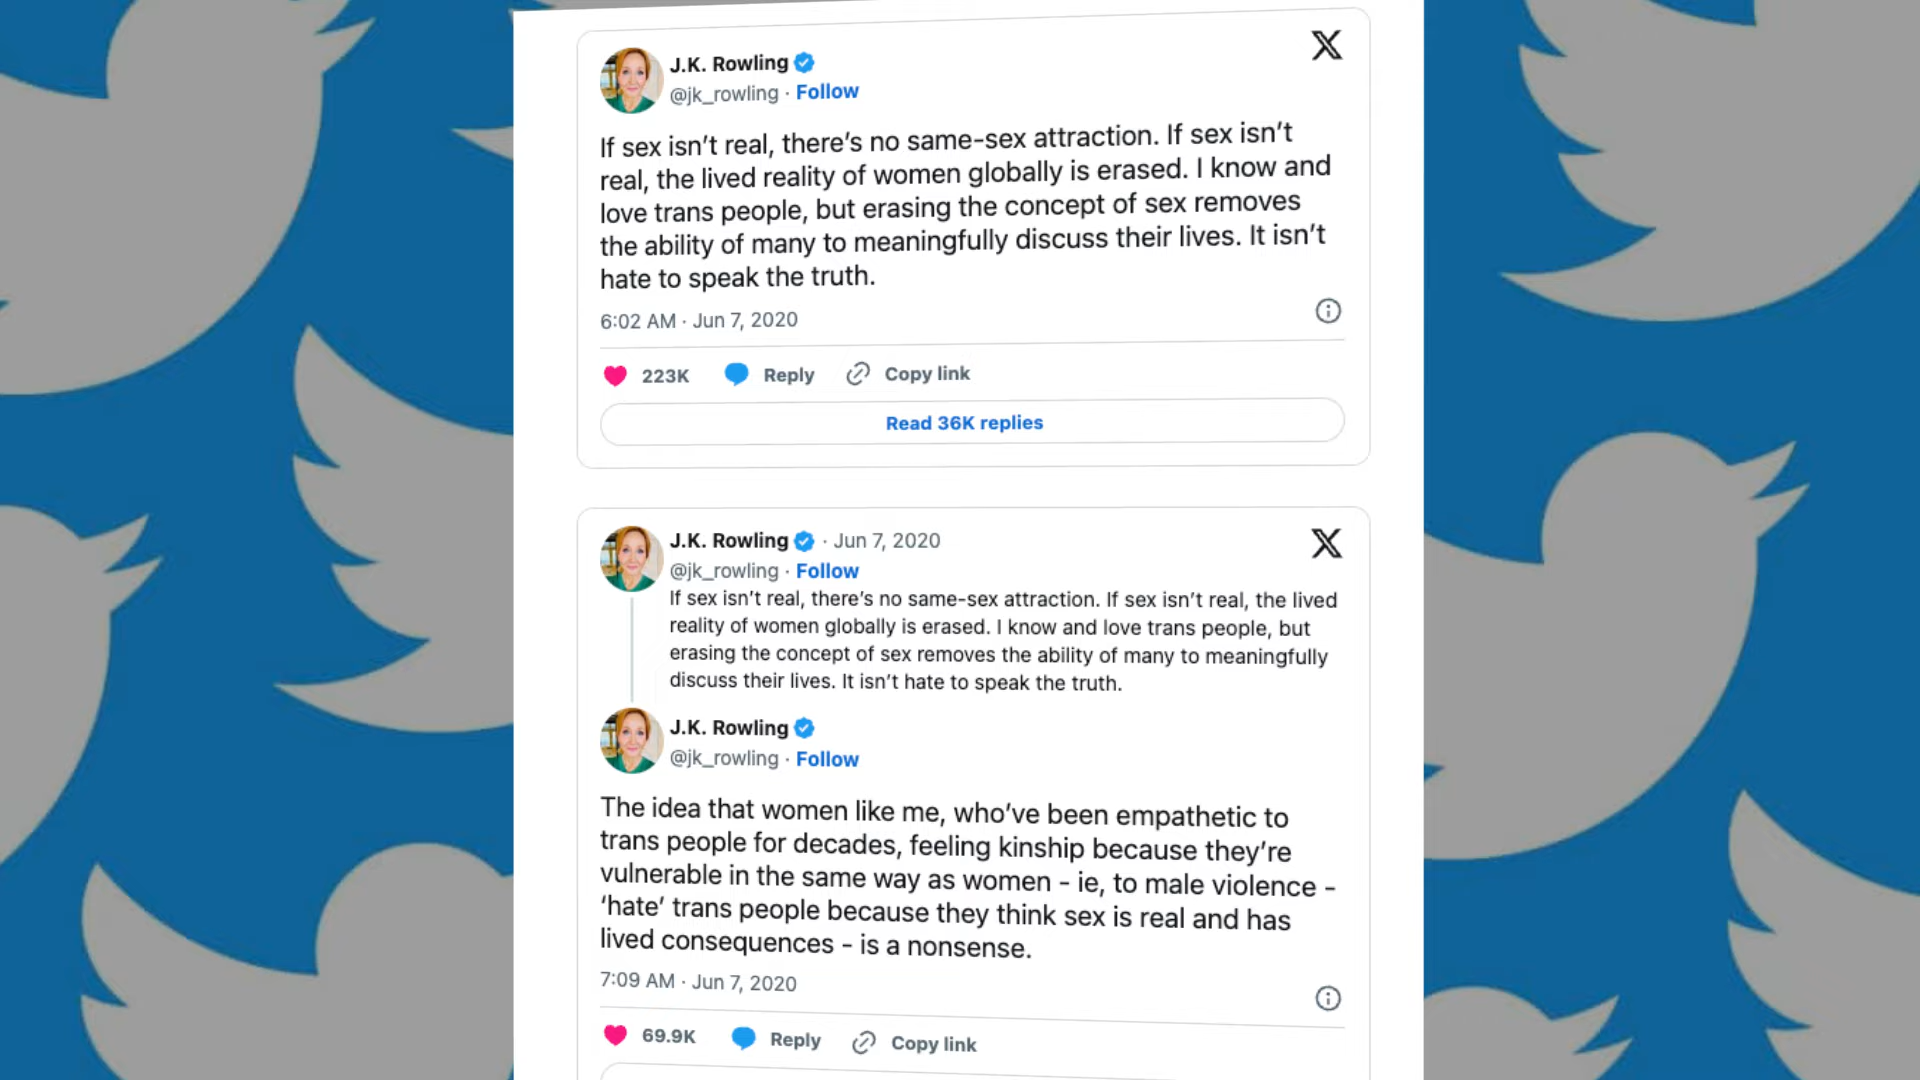 J.K. Rowling
@jk_rowling · Follow
If sex isn't real, there's no same-sex attraction. If sex isn't
real, the lived reality of women globally is erased. I know and
love trans people, but erasing the concept of sex removes
the ability of many to meaningfully discuss their lives. It isn't
hate to speak the truth.
6:02 AM · Jun 7, 2020
223K Reply Copy link
Read 36K replies
J.K. Rowling · Jun 7, 2020
@jk_rowling · Follow
If sex isn't real, there's no same-sex attraction. If sex isn't real, the lived
reality of women globally is erased. I know and love trans people, but
erasing the concept of sex removes the ability of many to meaningfully
discuss their lives. It isn't hate to speak the truth.
J.K. Rowling
@jk_rowling · Follow
The idea that women like me, who've been empathetic to
trans people for decades, feeling kinship because they're
vulnerable in the same way as women - ie, to male violence -
'hate' trans people because they think sex is real and has
lived consequences - is a nonsense.
7:09 AM · Jun 7, 2020
69.9K Reply Copy link